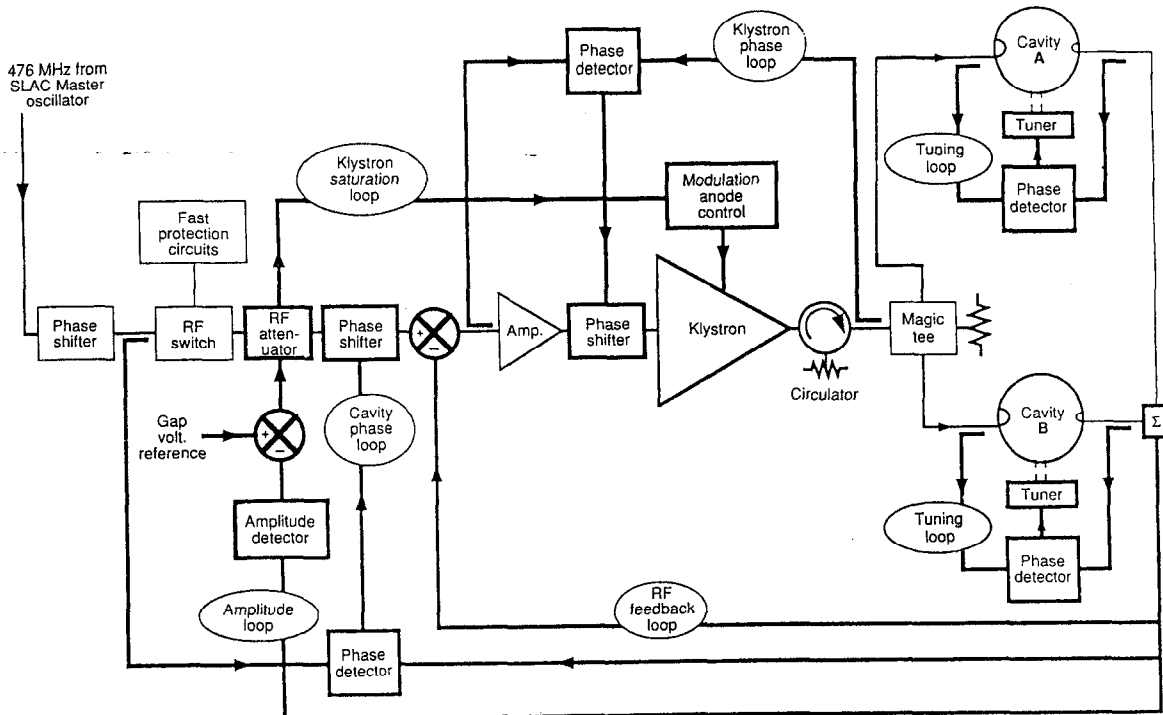 476 MHz from
SLAC Master
oscillator
Phase
detector
Klystron
phase
loop
Cavity
A
Tuner
Tuning
loop
Phase
detector
Klystron
saturation
loop
Modulation
anode
control
Fast
protection
circuits
Phase
shifter
RF
switch
RF
atten-
uator
Phase
shifter
+
−
Amp.
Phase
shifter
Klystron
Circulator
Magic
tee
Gap
volt.
reference
+
−
Cavity
phase
loop
Cavity
B
Σ
Tuner
Tuning
loop
Phase
detector
Amplitude
detector
Amplitude
loop
RF
feedback
loop
Phase
detector